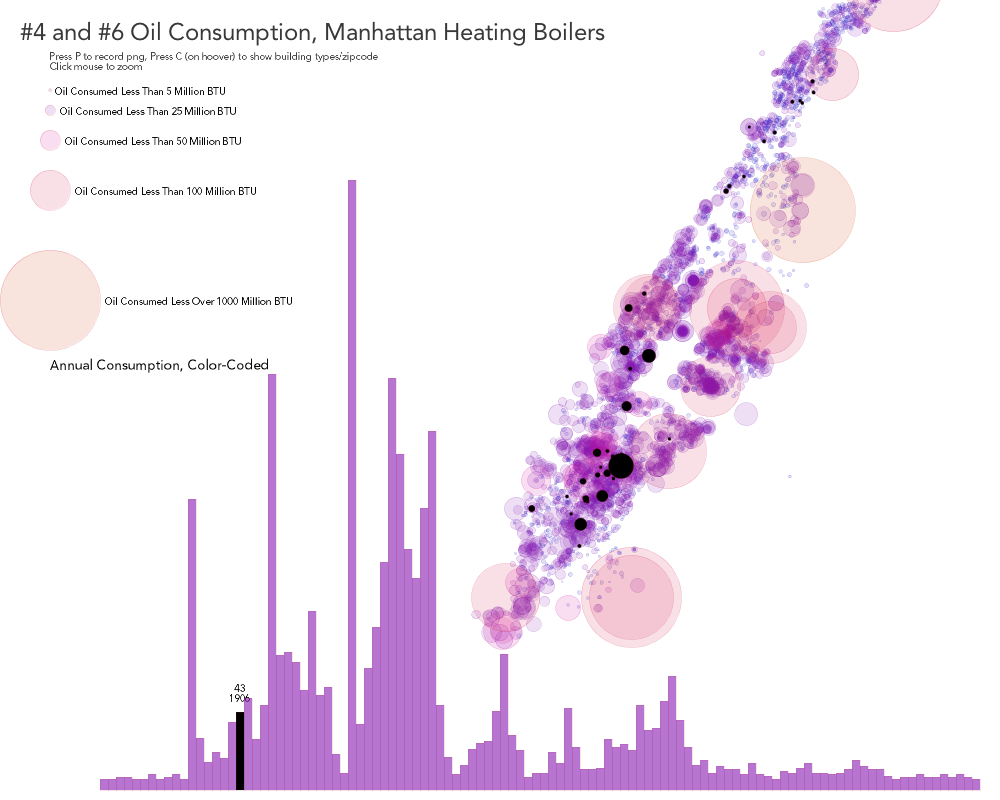 #4 and #6 Oil Consumption, Manhattan Heating Boilers
Press P to record png, Press C (on hoover) to show building types/zipcode
Click mouse to zoom
Oil Consumed Less Than 5 Million BTU
Oil Consumed Less Than 25 Million BTU
Oil Consumed Less Than 50 Million BTU
Oil Consumed Less Than 100 Million BTU
Oil Consumed Less Over 1000 Million BTU
Annual Consumption, Color-Coded
43
1906